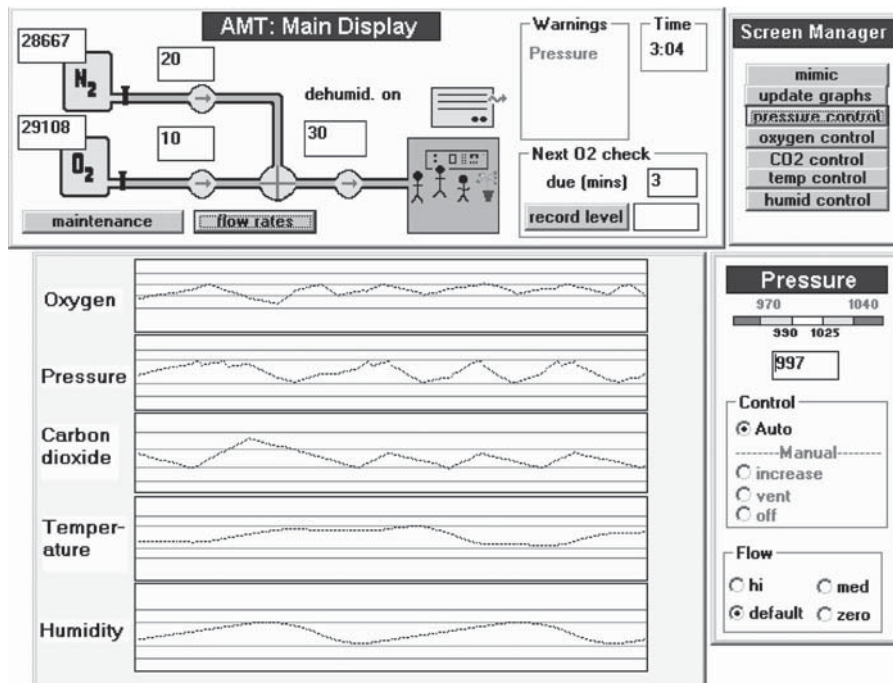 AMT: Main Display
28667
20
N2
dehumid. on
29108
10
30
O2
maintenance
flow rates
Warnings
Pressure
Time
3:04
Next O2 check
due (mins)
3
record level
Screen Manager
mimic
update graphs
pressure control
oxygen control
CO2 control
temp control
humid control
Oxygen
Pressure
Carbon
dioxide
Temper-
ature
Humidity
Pressure
970 1040
990 1025
997
Control
Auto
Manual
increase
vent
off
Flow
hi med
default zero